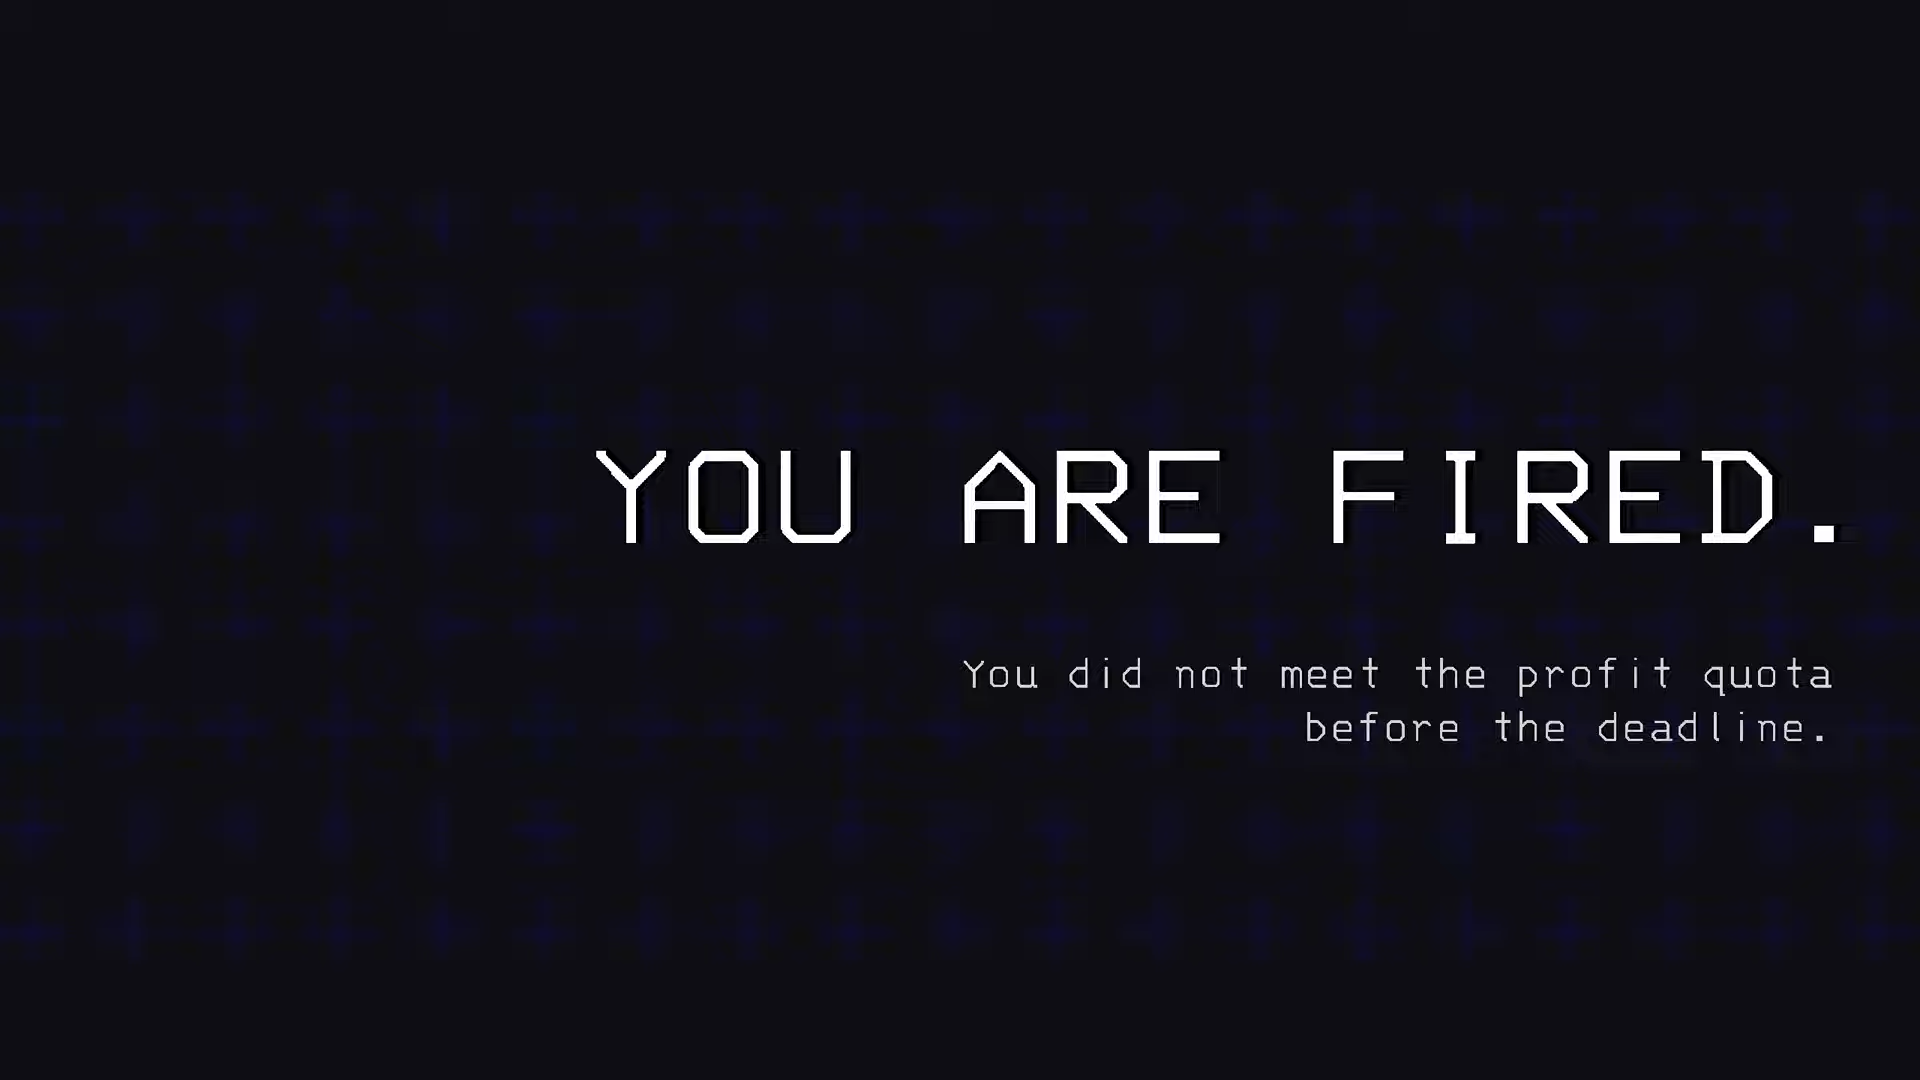 YOU ARE FIRED.
You did not meet the profit quota
before the deadline.